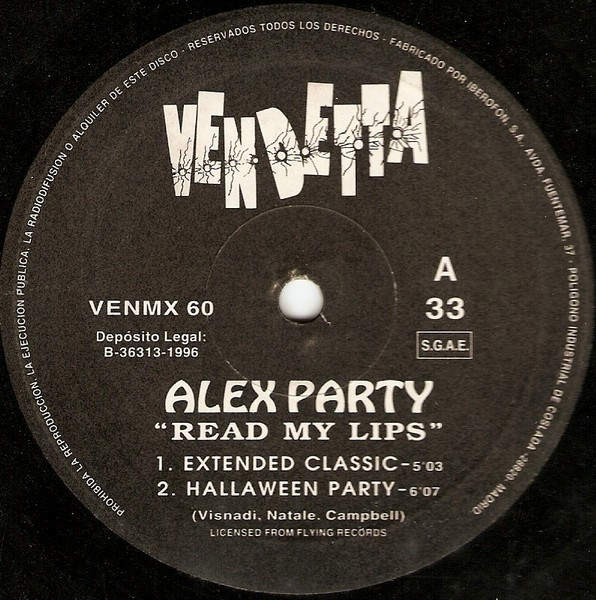 PROHIBIDA LA REPRODUCCION, LA EJECUCION PUBLICA, LA RADIODIFUSION O ALQUILER DE ESTE DISCO - RESERVADOS TODOS LOS DERECHOS - FABRICADO POR IBEROFON, S.A., AVDA. FUENTEMAR, 37 - POLIGONO INDUSTRIAL DE COSLADA -28820- MADRID
VENDETTA
A
VENMX 60
33
Depósito Legal:
B-36313-1996
S.G.A.E.
ALEX PARTY
“READ MY LIPS”
1. EXTENDED CLASSIC-5'03
2. HALLAWEEN PARTY-6'07
(Visnadi, Natale, Campbell)
LICENSED FROM FLYING RECORDS